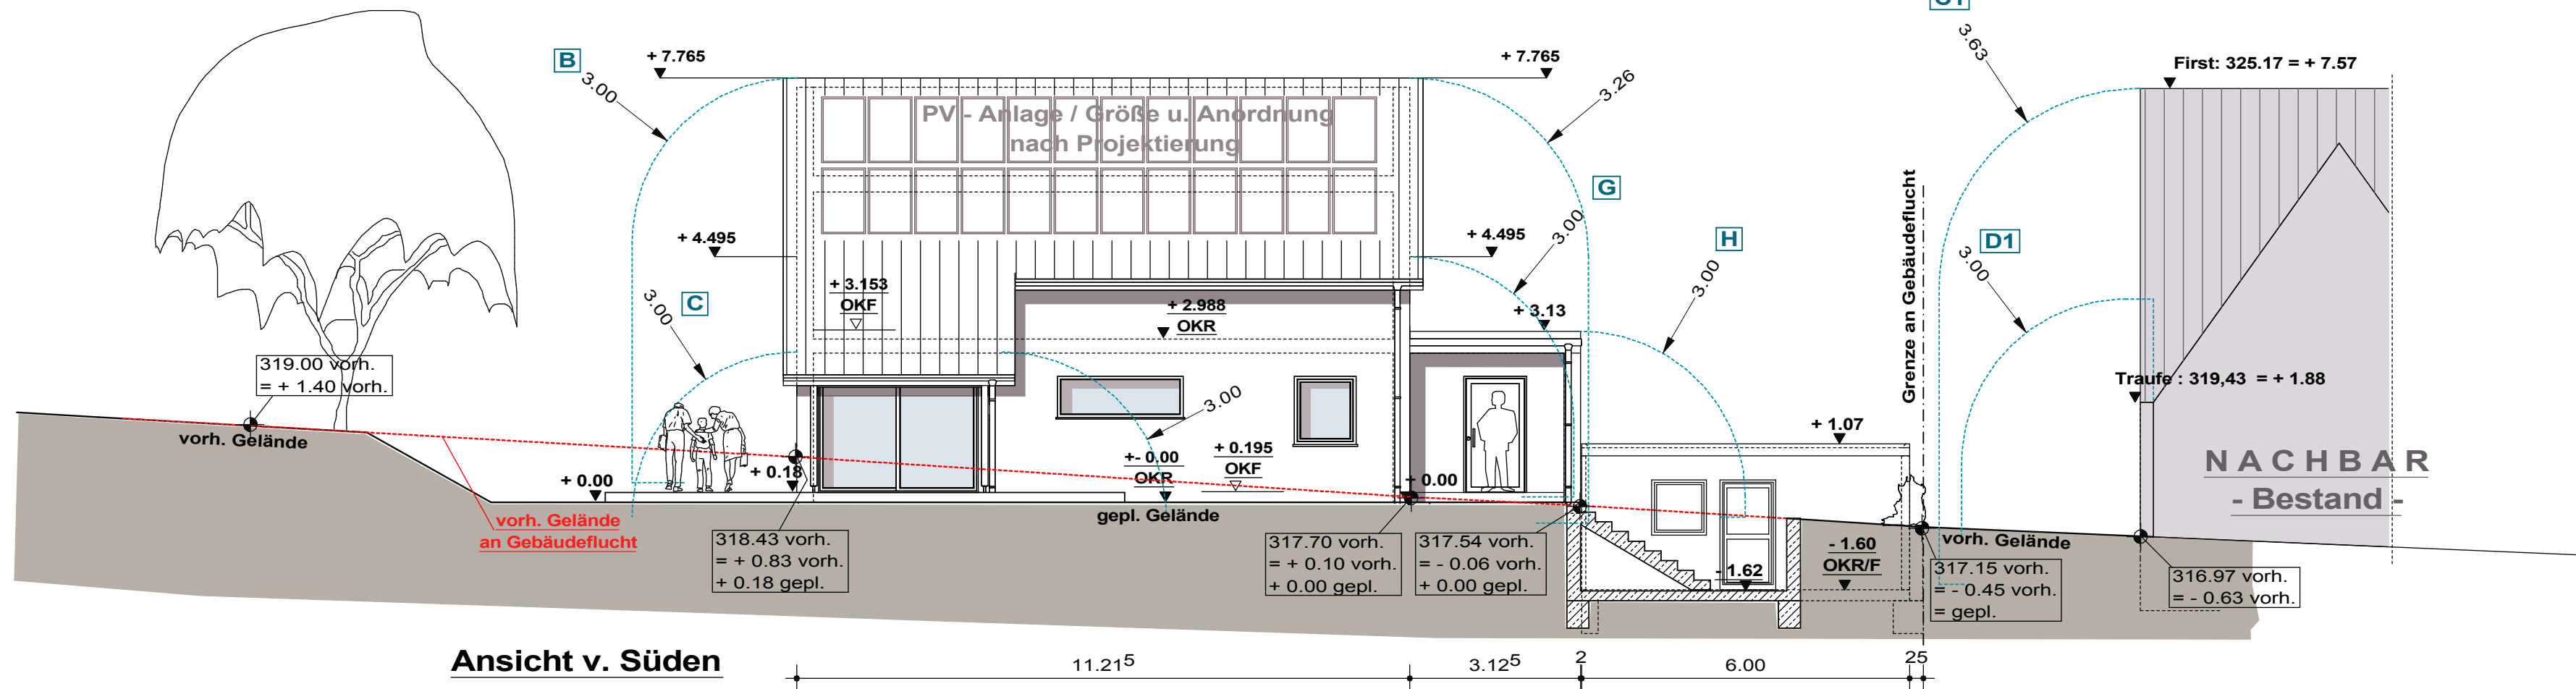 B
3.00
+ 7.765
+ 7.765
3.26
3.63
First: 325.17 = + 7.57
PV - Anlage / Größe u. Anordnung
nach Projektierung
G
H
D1
C
3.00
+ 4.495
+ 4.495
3.00
3.00
3.00
Grenze an Gebäudeflucht
+ 3.153
OKF
+ 2.988
OKR
+ 3.13
319.00 vorh.
= + 1.40 vorh.
Traufe : 319,43 = + 1.88
3.00
vorh. Gelände
+ 1.07
+ 0.00
+ 0.18
+- 0.00
OKR
+ 0.195
OKF
+ 0.00
NACHBAR
- Bestand -
vorh. Gelände
an Gebäudeflucht
gepl. Gelände
318.43 vorh.
= + 0.83 vorh.
+ 0.18 gepl.
317.70 vorh.
= + 0.10 vorh.
+ 0.00 gepl.
317.54 vorh.
= - 0.06 vorh.
+ 0.00 gepl.
- 1.62
- 1.60
OKR/F
vorh. Gelände
317.15 vorh.
= - 0.45 vorh.
= gepl.
316.97 vorh.
= - 0.63 vorh.
Ansicht v. Süden
11.21⁵
3.12⁵
2
6.00
25